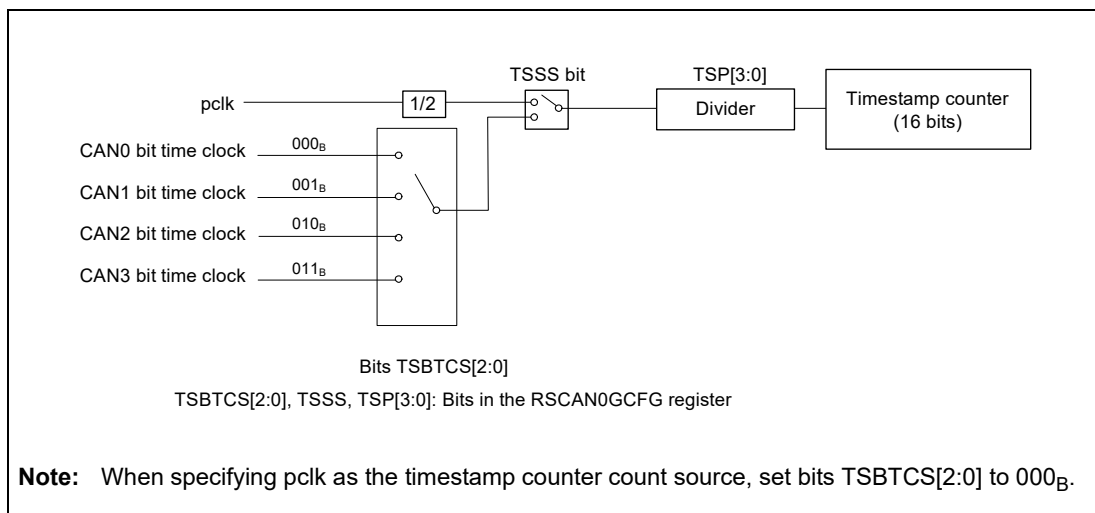 TSSS bit
TSP[3:0]
pclk
1/2
Divider
Timestamp counter
(16 bits)
CAN0 bit time clock
000B
CAN1 bit time clock
001B
CAN2 bit time clock
010B
CAN3 bit time clock
011B
Bits TSBTCS[2:0]
TSBTCS[2:0], TSSS, TSP[3:0]: Bits in the RSCAN0GCFG register
Note: When specifying pclk as the timestamp counter count source, set bits TSBTCS[2:0] to 000B.